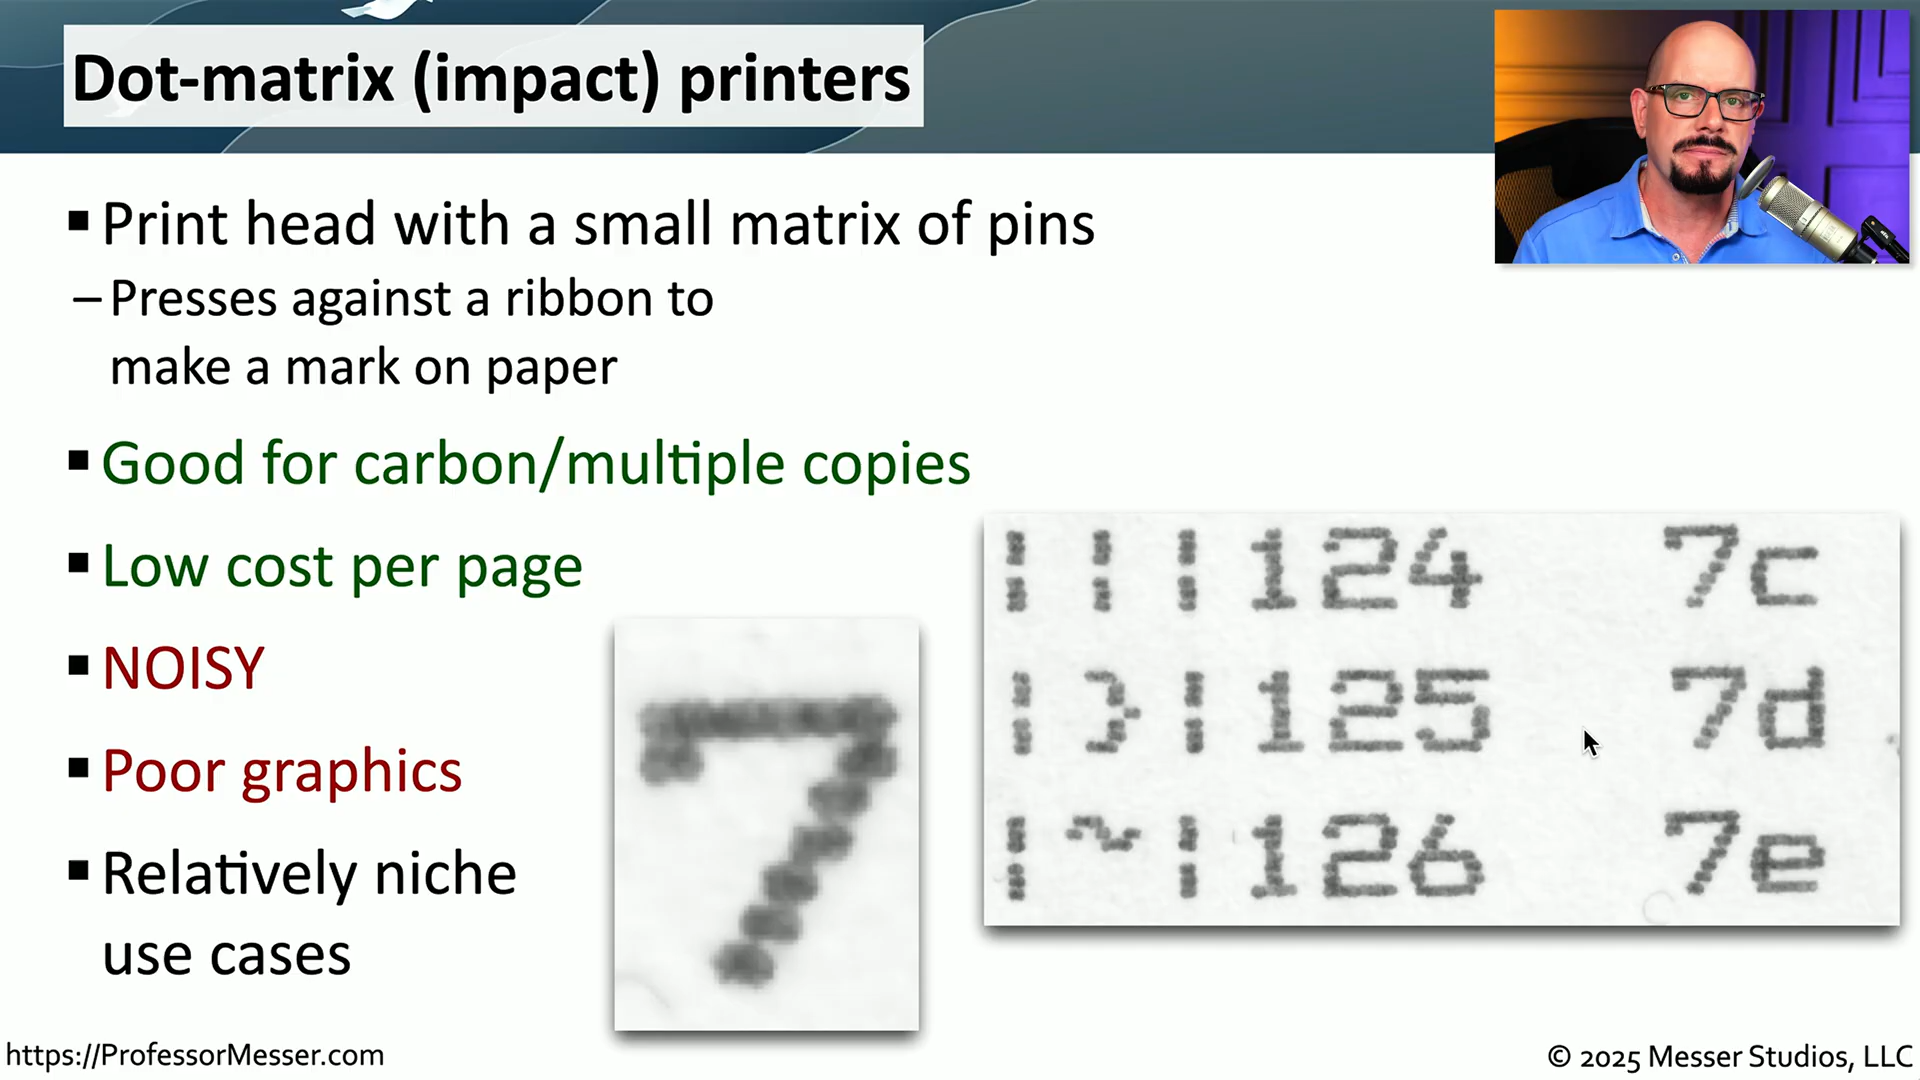 Dot-matrix (impact) printers
▪ Print head with a small matrix of pins
– Presses against a ribbon to
make a mark on paper
▪ Good for carbon/multiple copies
▪ Low cost per page
▪ NOISY
▪ Poor graphics
▪ Relatively niche
use cases
7
| | | 124 7c
| } | 125 7d
| ~ | 126 7e
https://ProfessorMesser.com
© 2025 Messer Studios, LLC